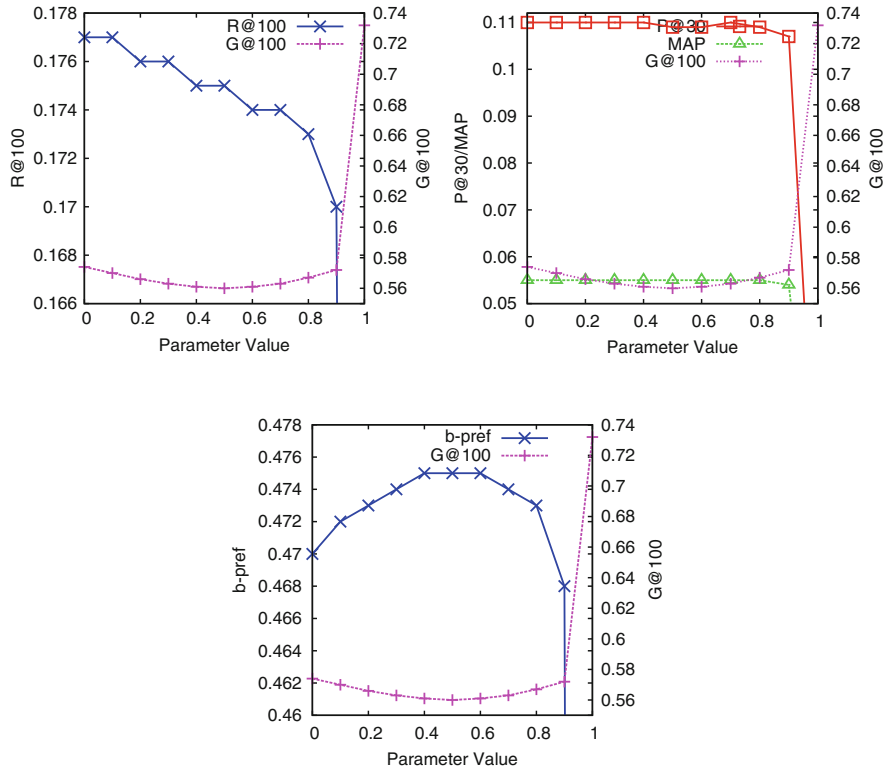 R@100
G@100
0.178
0.176
0.174
0.172
0.17
0.168
0.166
R@100
0.74
0.72
0.7
0.68
0.66
0.64
0.62
0.6
0.58
0.56
G@100
0 0.2 0.4 0.6 0.8 1
Parameter Value
P@30
MAP
G@100
0.11
0.1
0.09
0.08
0.07
0.06
0.05
P@30/MAP
0.74
0.72
0.7
0.68
0.66
0.64
0.62
0.6
0.58
0.56
G@100
0 0.2 0.4 0.6 0.8 1
Parameter Value
b-pref
G@100
0.478
0.476
0.474
0.472
0.47
0.468
0.466
0.464
0.462
0.46
b-pref
0.74
0.72
0.7
0.68
0.66
0.64
0.62
0.6
0.58
0.56
G@100
0 0.2 0.4 0.6 0.8 1
Parameter Value